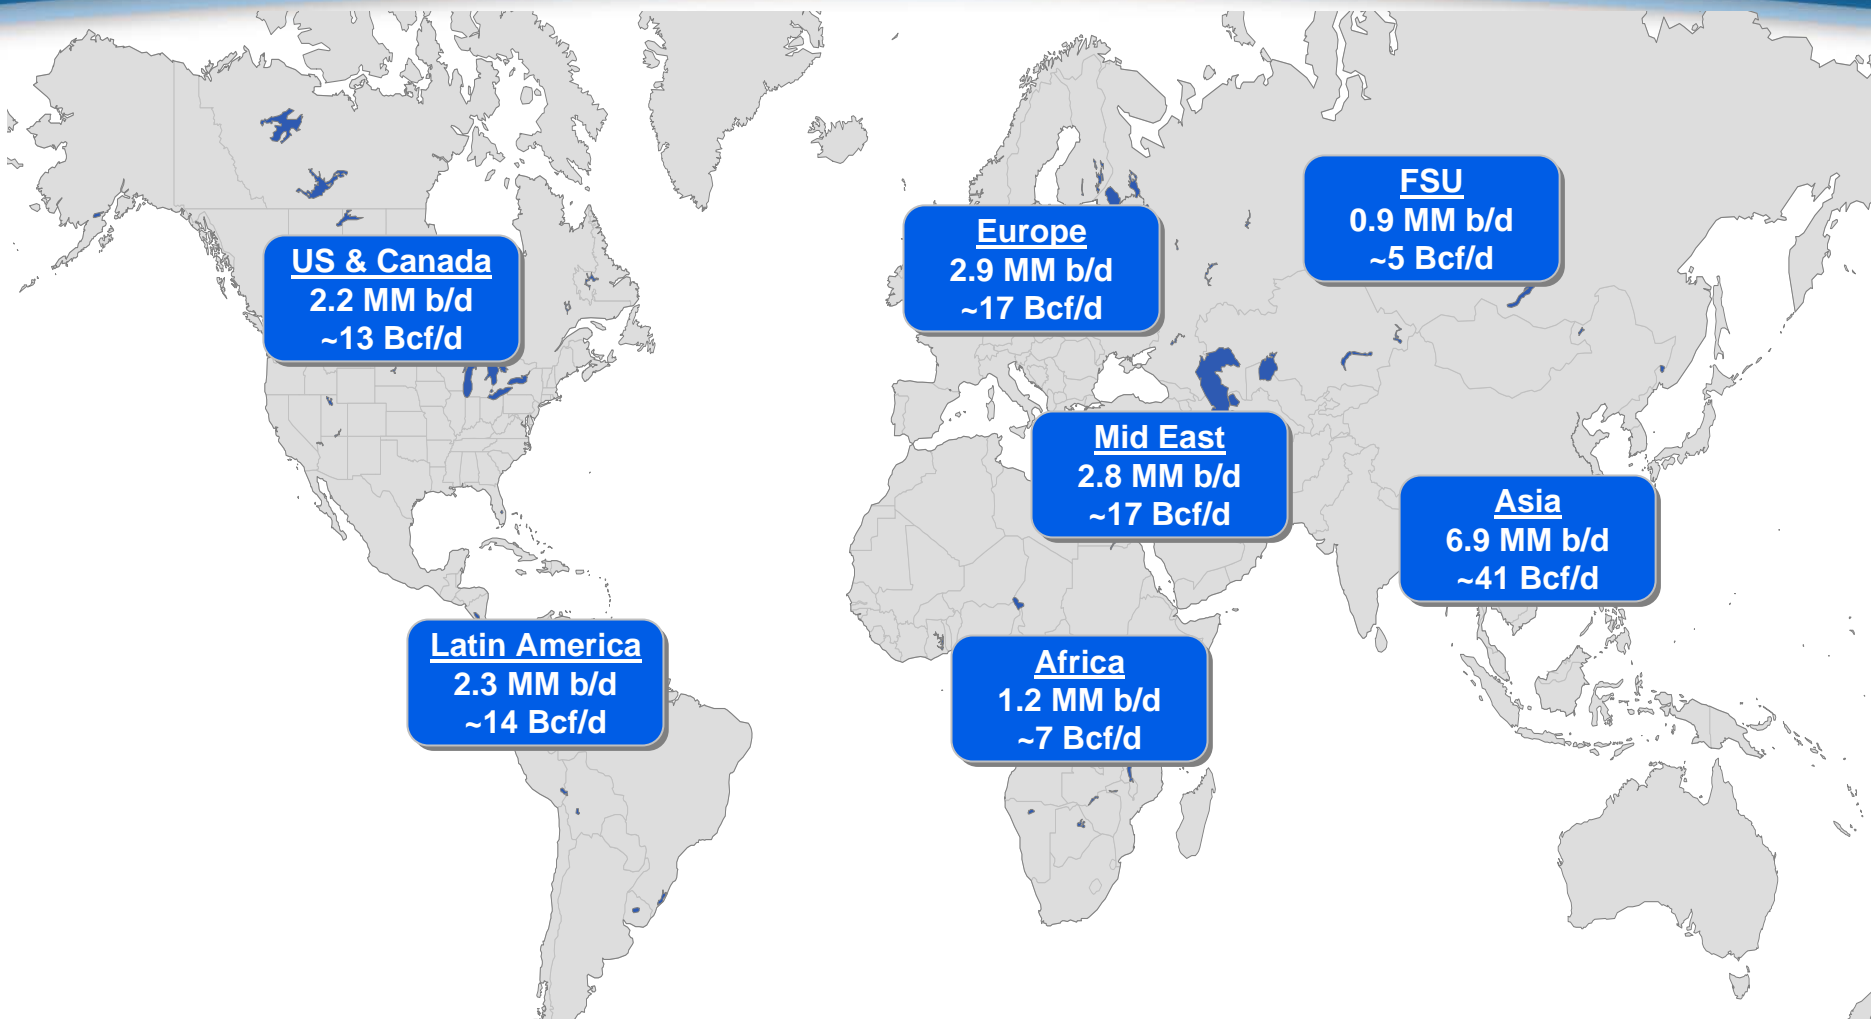 US & Canada
2.2 MM b/d
~13 Bcf/d
Europe
2.9 MM b/d
~17 Bcf/d
FSU
0.9 MM b/d
~5 Bcf/d
Mid East
2.8 MM b/d
~17 Bcf/d
Asia
6.9 MM b/d
~41 Bcf/d
Latin America
2.3 MM b/d
~14 Bcf/d
Africa
1.2 MM b/d
~7 Bcf/d